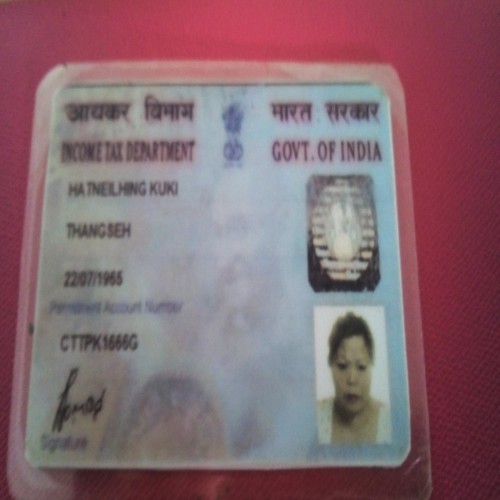 आयकर विभाग भारत सरकार
INCOME TAX DEPARTMENT GOVT. OF INDIA
HATNEILHING KUKI
THANGSEH
22/07/1965
Permanent Account Number
CTTPK1666G
Signature